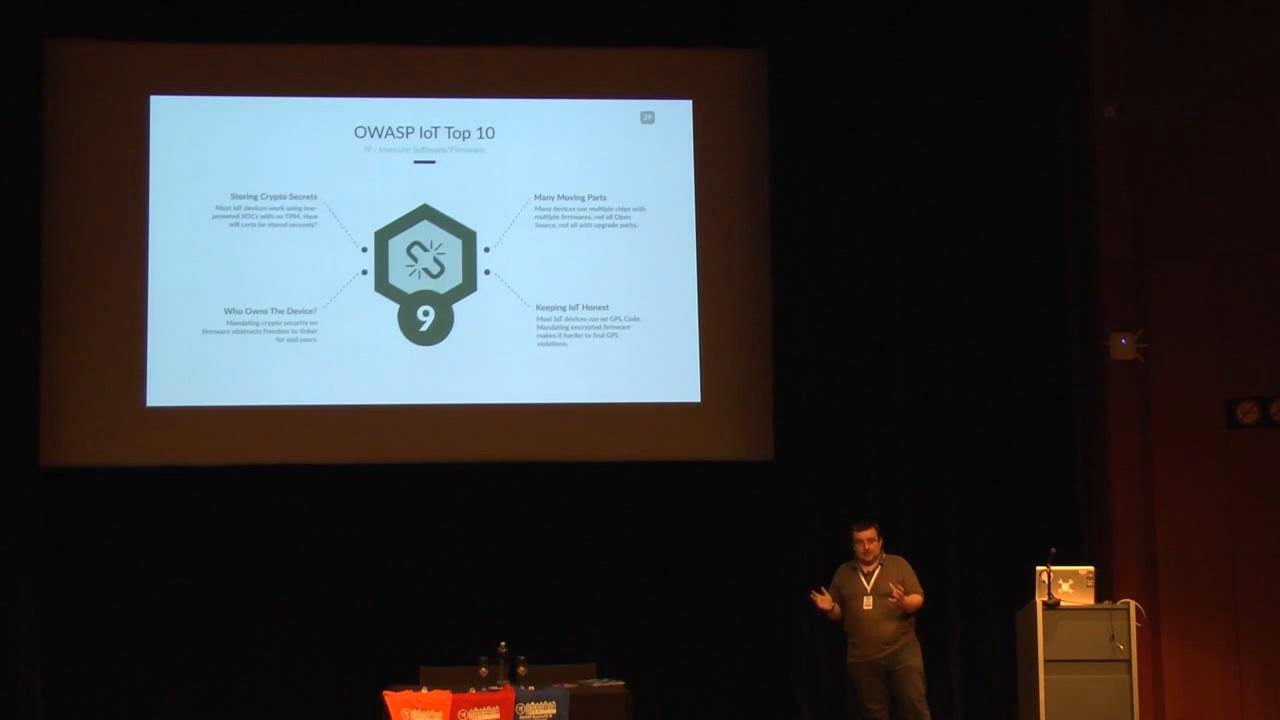 OWASP IoT Top 10
I9 - Insecure Software/Firmware
Storing Crypto Secrets
Most IoT devices work using low-
powered SOCs with no TPM. How
will certs be stored securely?
Many Moving Parts
Many devices use multiple chips with
multiple firmwares, not all Open
Source, not all with upgrade paths.
Who Owns The Device?
Mandating crypto security on
firmware obstructs freedom to tinker
for end users.
Keeping IoT Honest
Most IoT devices run on GPL Code.
Mandating encrypted firmware
makes it harder to find GPL
violations.
9